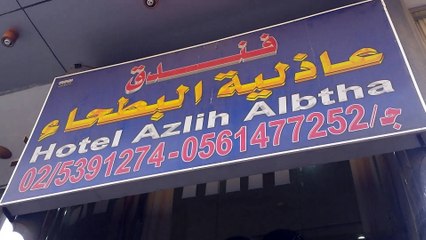 فندق
عاذلية البطحاء
Hotel Azlih Albtha
02/5391274-0561477252/ج